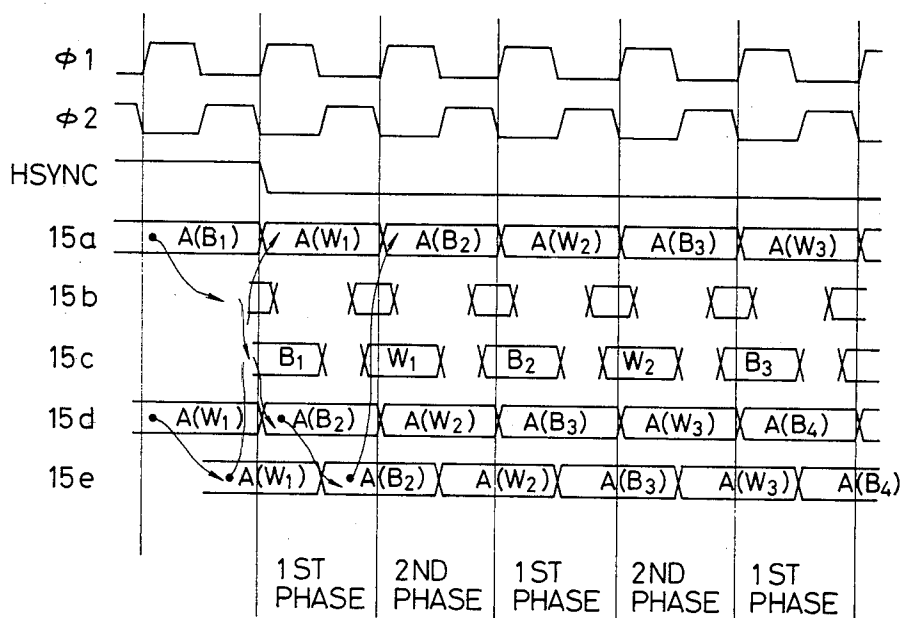 φ1
φ2
HSYNC
15a A(B₁) A(W₁) A(B₂) A(W₂) A(B₃) A(W₃)
15b
15c B₁ W₁ B₂ W₂ B₃
15d A(W₁) A(B₂) A(W₂) A(B₃) A(W₃) A(B₄)
15e A(W₁) A(B₂) A(W₂) A(B₃) A(W₃) A(B₄)
1ST 2ND 1ST 2ND 1ST
PHASE PHASE PHASE PHASE PHASE